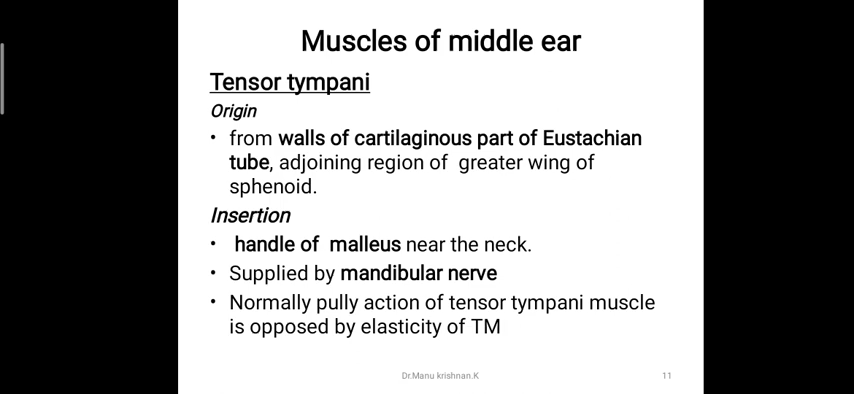 Muscles of middle ear
Tensor tympani
Origin
• from walls of cartilaginous part of Eustachian
tube, adjoining region of greater wing of
sphenoid.
Insertion
• handle of malleus near the neck.
• Supplied by mandibular nerve
• Normally pully action of tensor tympani muscle
is opposed by elasticity of TM
Dr.Manu krishnan.K
11